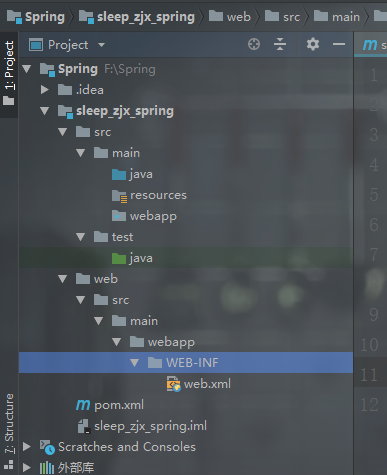 Spring sleep_zjx_spring web src main
1: Project
Project
Spring F:\Spring
.idea
sleep_zjx_spring
src
main
java
resources
webapp
test
java
web
src
main
webapp
WEB-INF
web.xml
m pom.xml
sleep_zjx_spring.iml
Scratches and Consoles
外部库
7: Structure
m s
1
2
3
4
5
6
7
8
9
10
11
12